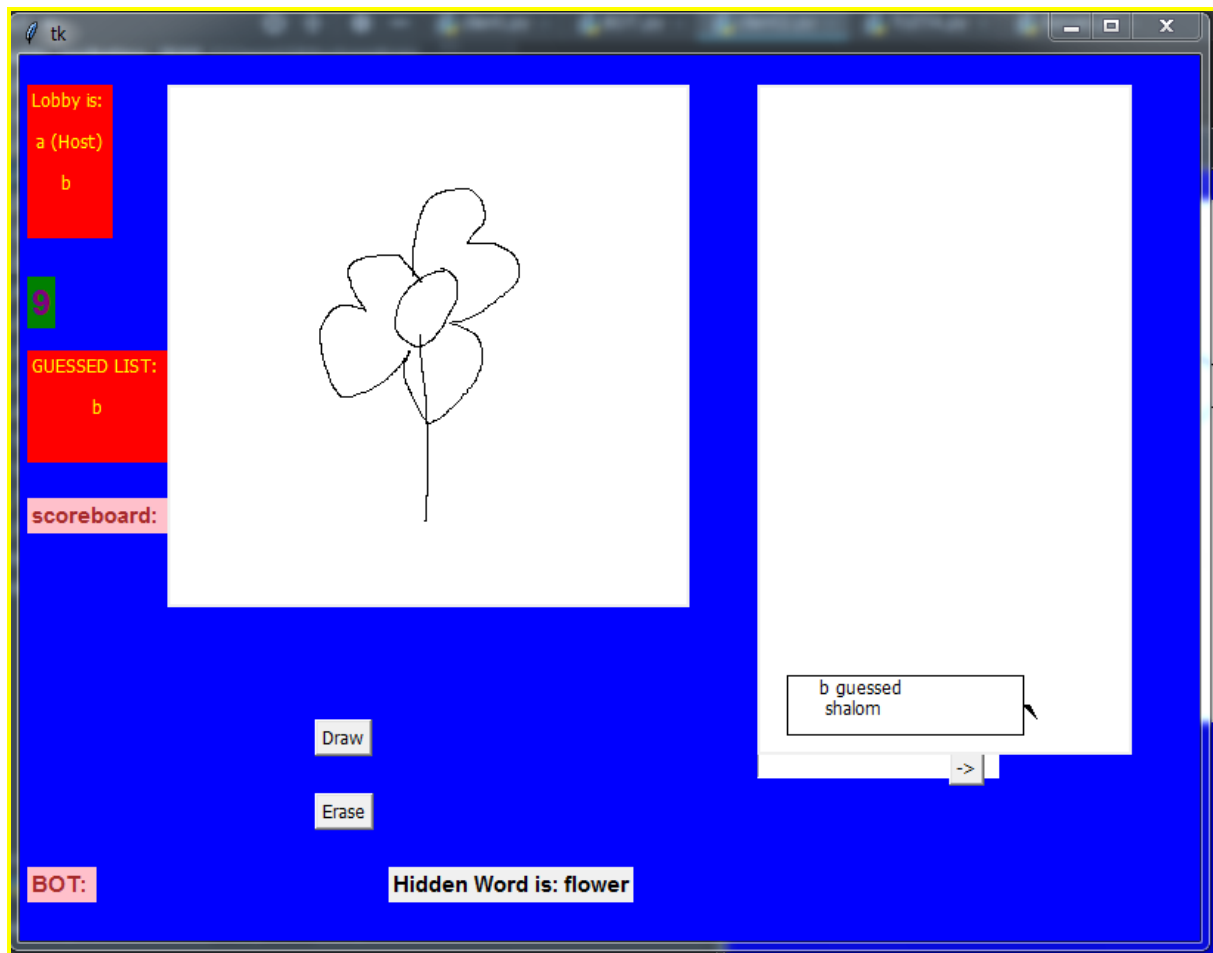 tk
Lobby is:
a (Host)
b
9
GUESSED LIST:
b
scoreboard:
b guessed
shalom
->
Draw
Erase
BOT:
Hidden Word is: flower